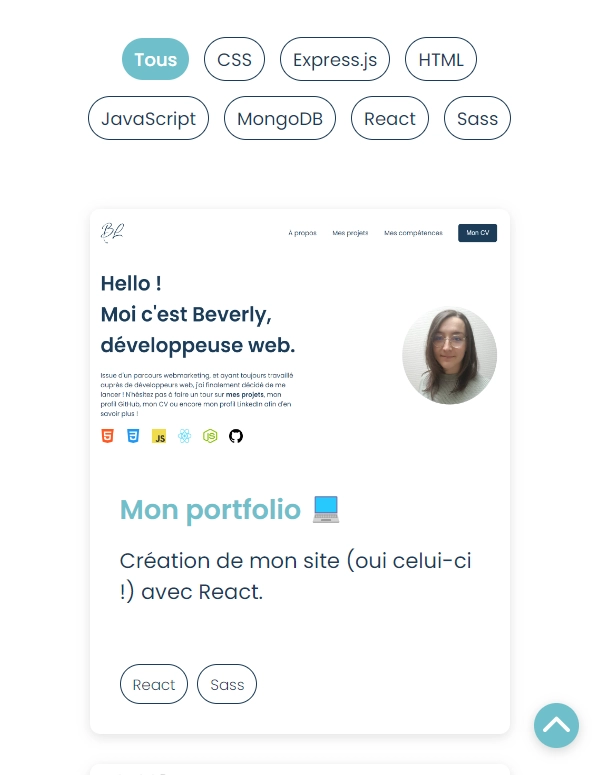 Tous CSS Express.js HTML
JavaScript MongoDB React Sass
BL A propos Mes projets Mes compétences Mon CV
Hello !
Moi c'est Beverly,
développeuse web.
Issue d'un parcours webmarketing, et ayant toujours travaillé
auprès de développeurs web, j'ai finalement décidé de me
lancer ! N'hésitez pas à faire un tour sur mes projets, mon
profil GitHub, mon CV ou encore mon profil LinkedIn afin d'en
savoir plus !
JS JS
Mon portfolio
Création de mon site (oui celui-ci
!) avec React.
React Sass